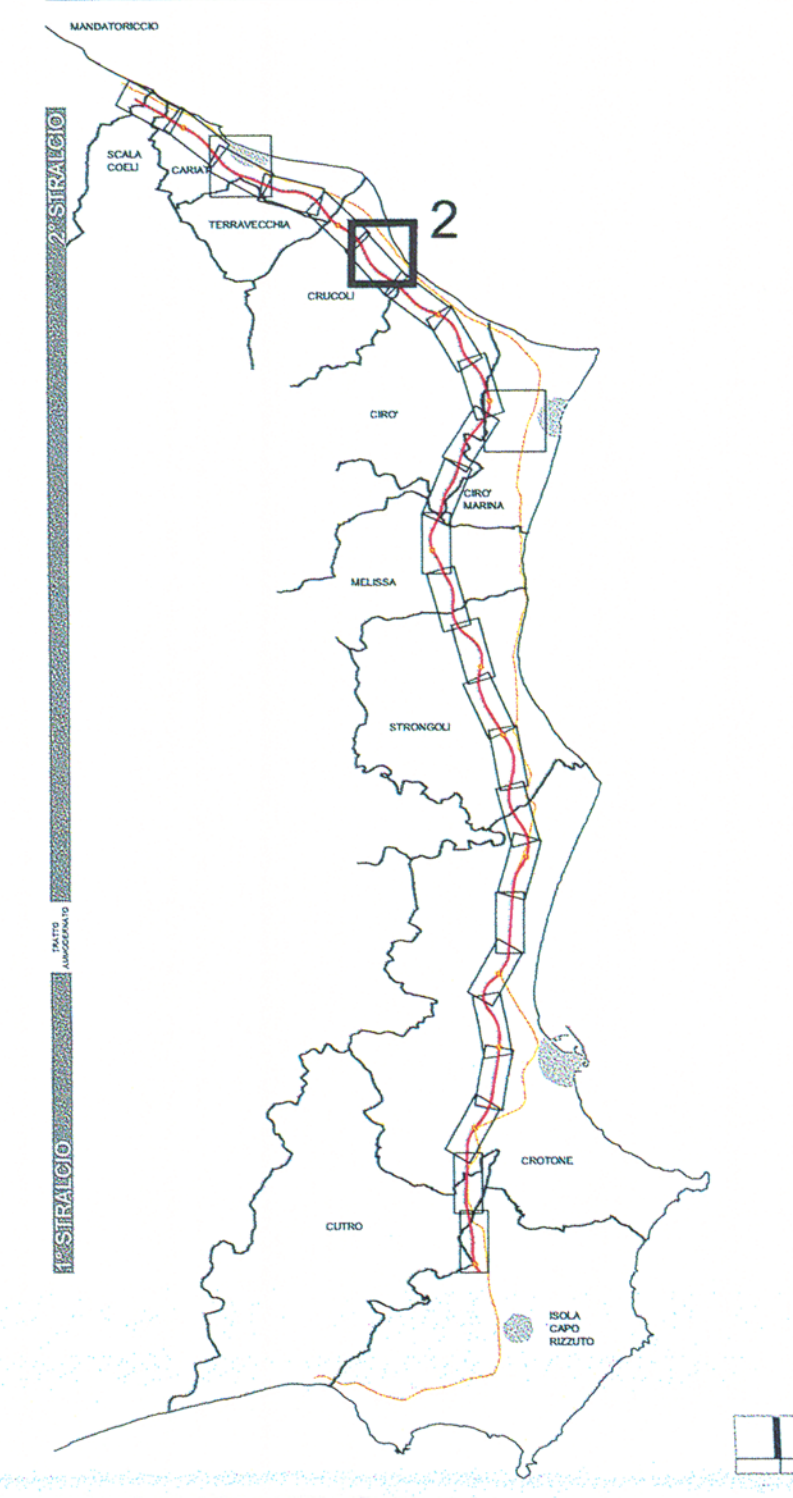 MANDATORICCIO
2° STRALCIO
SCALA
COELI
CARIAT
TERRAVECCHIA
2
CRUCOLI
CIRO'
CIRO'
MARINA
MELISSA
STRONGOLI
TRATTO
AMMODERNATO
1° STRALCIO
CROTONE
CUTRO
ISOLA
CAPO
RIZZUTO